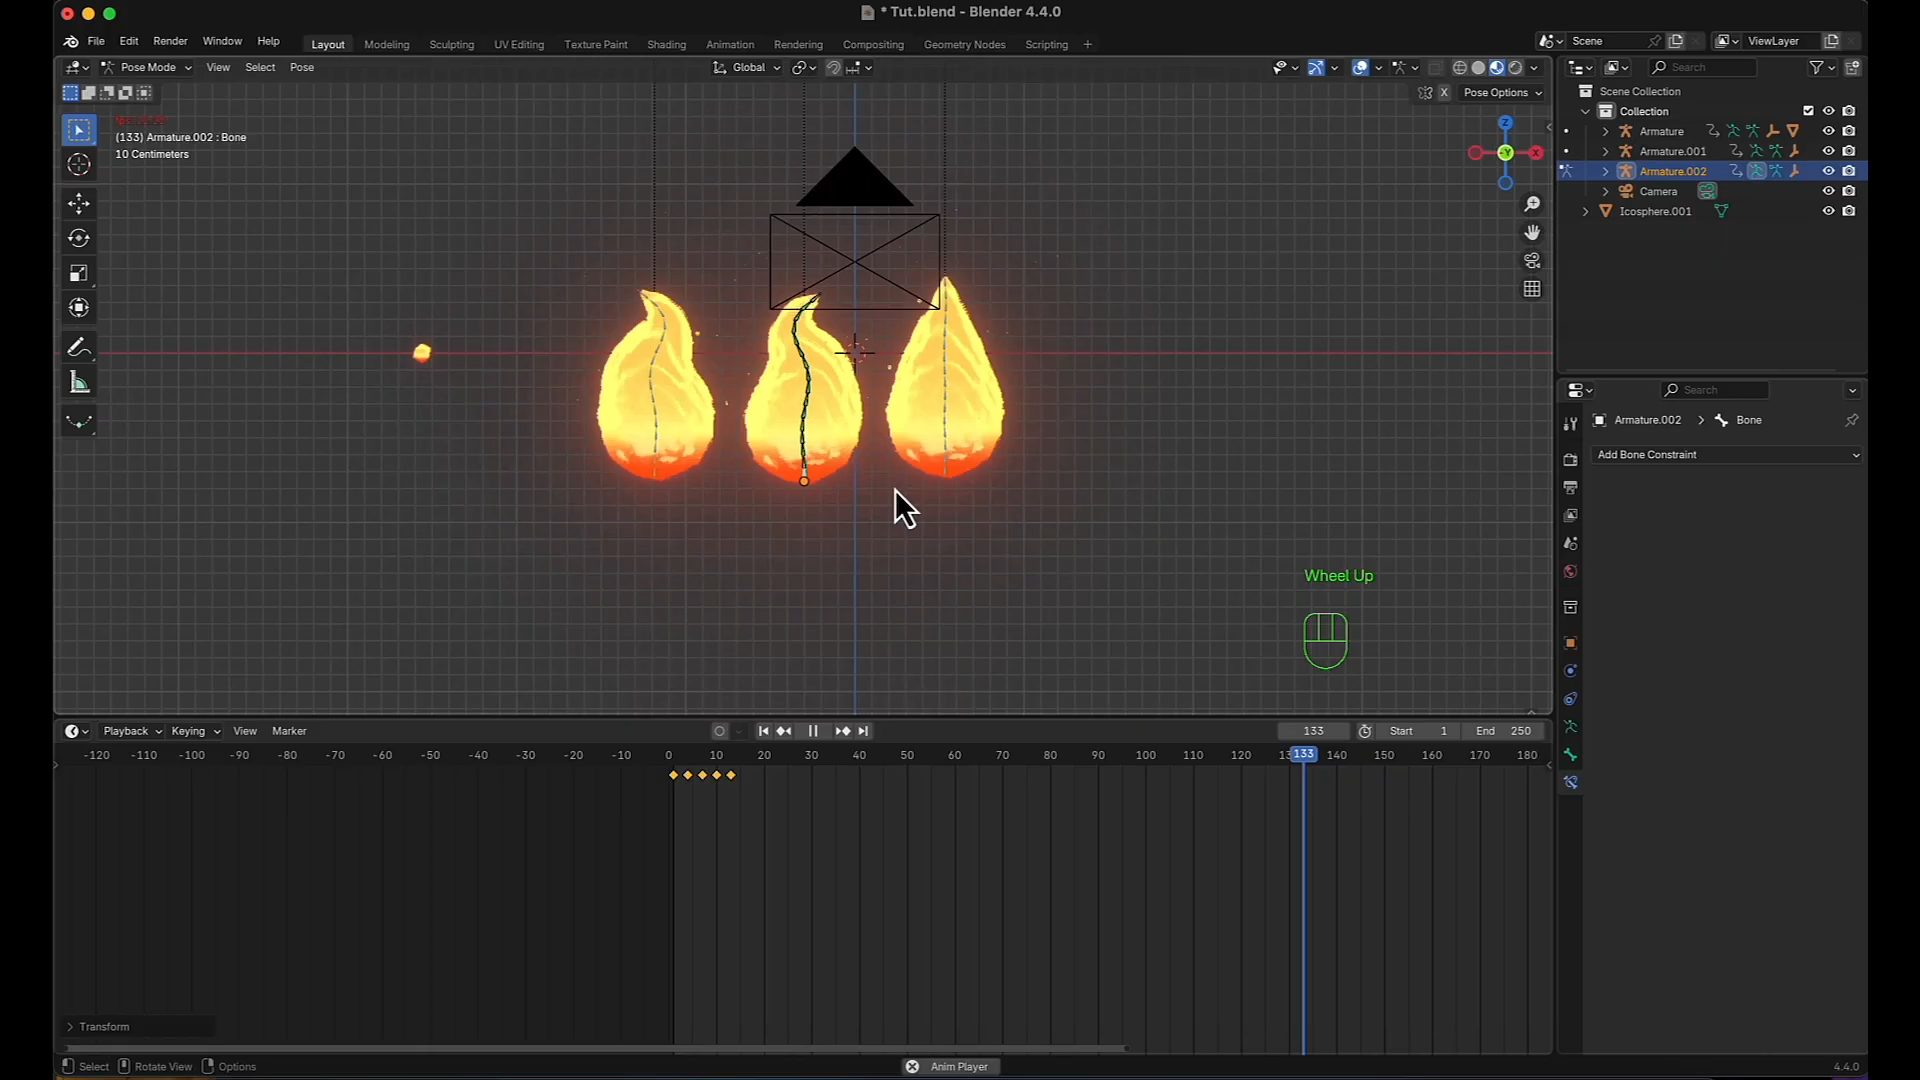 * Tut.blend - Blender 4.4.0
File Edit Render Window Help
Layout Modeling Sculpting UV Editing Texture Paint Shading Animation Rendering Compositing Geometry Nodes Scripting +
Scene ViewLayer
Pose Mode View Select Pose Global
Search
X Pose Options
Scene Collection
Collection
(133) Armature.002 : Bone
10 Centimeters
Armature
Armature.001
Armature.002
Camera
Icosphere.001
Z
-Y
X
Search
Armature.002 > Bone
Add Bone Constraint
Wheel Up
Playback Keying View Marker 133 Start 1 End 250
-120 -110 -100 -90 -80 -70 -60 -50 -40 -30 -20 -10 0 10 20 30 40 50 60 70 80 90 100 110 120 133 140 150 160 170 180
Transform
Select Rotate View Options Anim Player 4.4.0